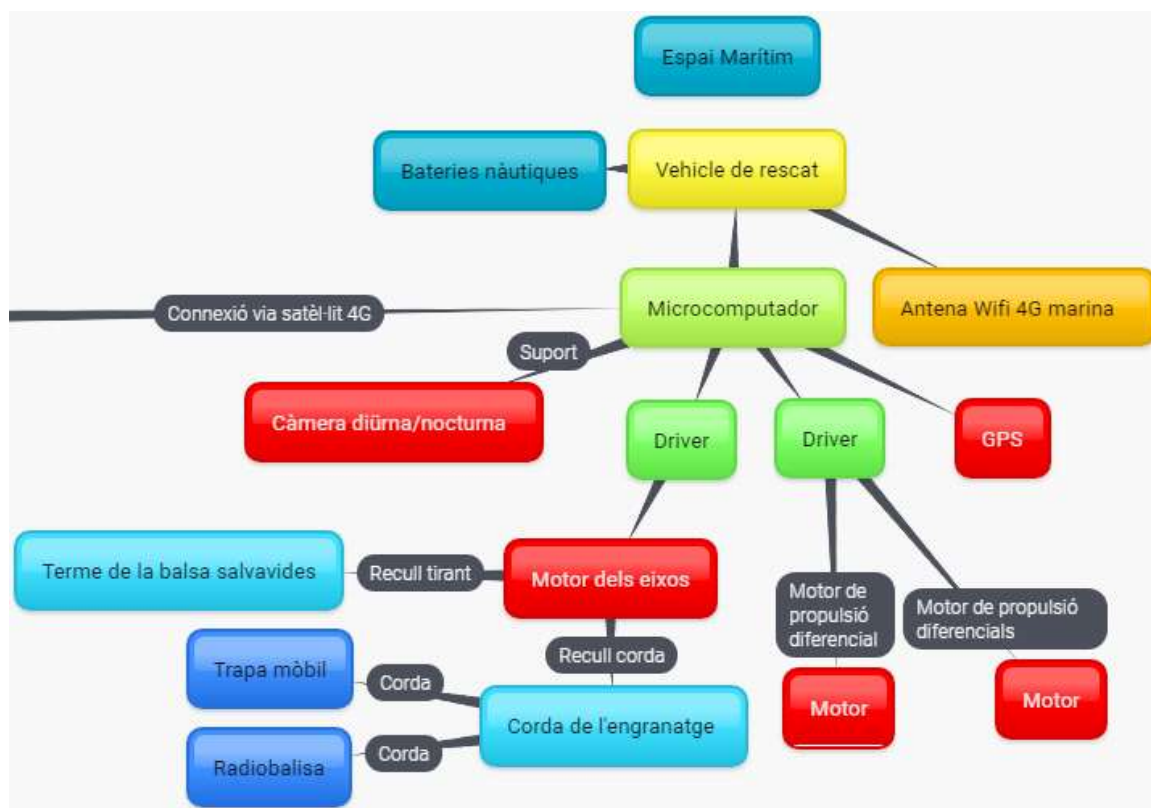 Espai Marítim
Bateries nàutiques
Vehicle de rescat
Connexió via satèl·lit 4G
Microcomputador
Antena Wifi 4G marina
Suport
Càmera diürna/nocturna
Driver
Driver
GPS
Terme de la balsa salvavides
Recull tirant
Motor dels eixos
Motor de
propulsió
diferencial
Motor de propulsió
diferencials
Recull corda
Trapa mòbil
Corda
Corda de l'engranatge
Motor
Motor
Corda
Radiobalisa